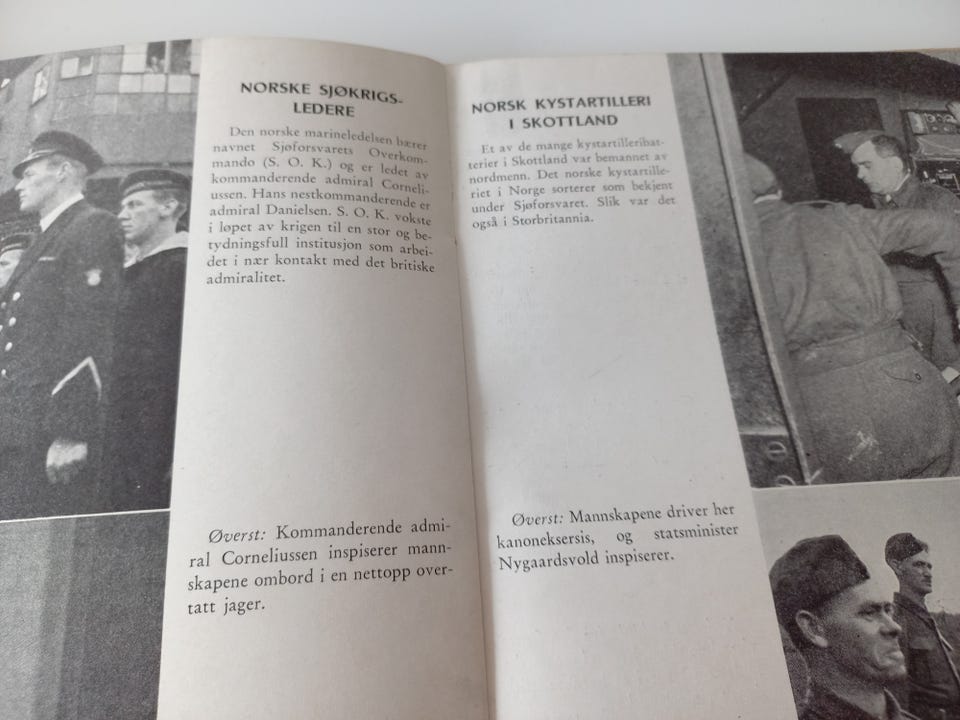 NORSKE SJØKRIGS-
LEDERE
Den norske marineledelsen bærer
navnet Sjøforsvarets Overkom-
mando (S. O. K.) og er ledet av
kommanderende admiral Corneli-
ussen. Hans nestkommanderende er
admiral Danielsen. S. O. K. vokste
i løpet av krigen til en stor og be-
tydningsfull institusjon som arbei-
det i nær kontakt med det britiske
admiralitet.
Øverst: Kommanderende admi-
ral Corneliussen inspiserer mann-
skapene ombord i en nettopp over-
tatt jager.
NORSK KYSTARTILLERI
I SKOTTLAND
Et av de mange kystartilleribat-
terier i Skottland var bemannet av
nordmenn. Det norske kystartille-
riet i Norge sorterer som bekjent
under Sjøforsvaret. Slik var det
også i Storbritannia.
Øverst: Mannskapene driver her
kanoneksersis, og statsminister
Nygaardsvold inspiserer.